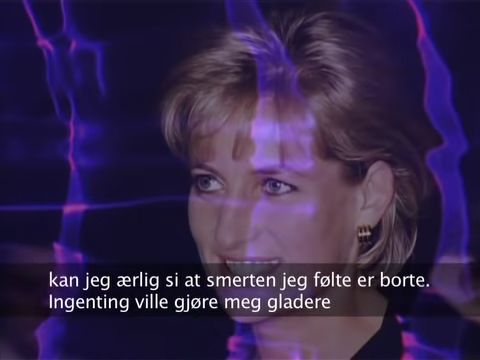 kan jeg ærlig si at smerten jeg følte er borte.
Ingenting ville gjøre meg gladere